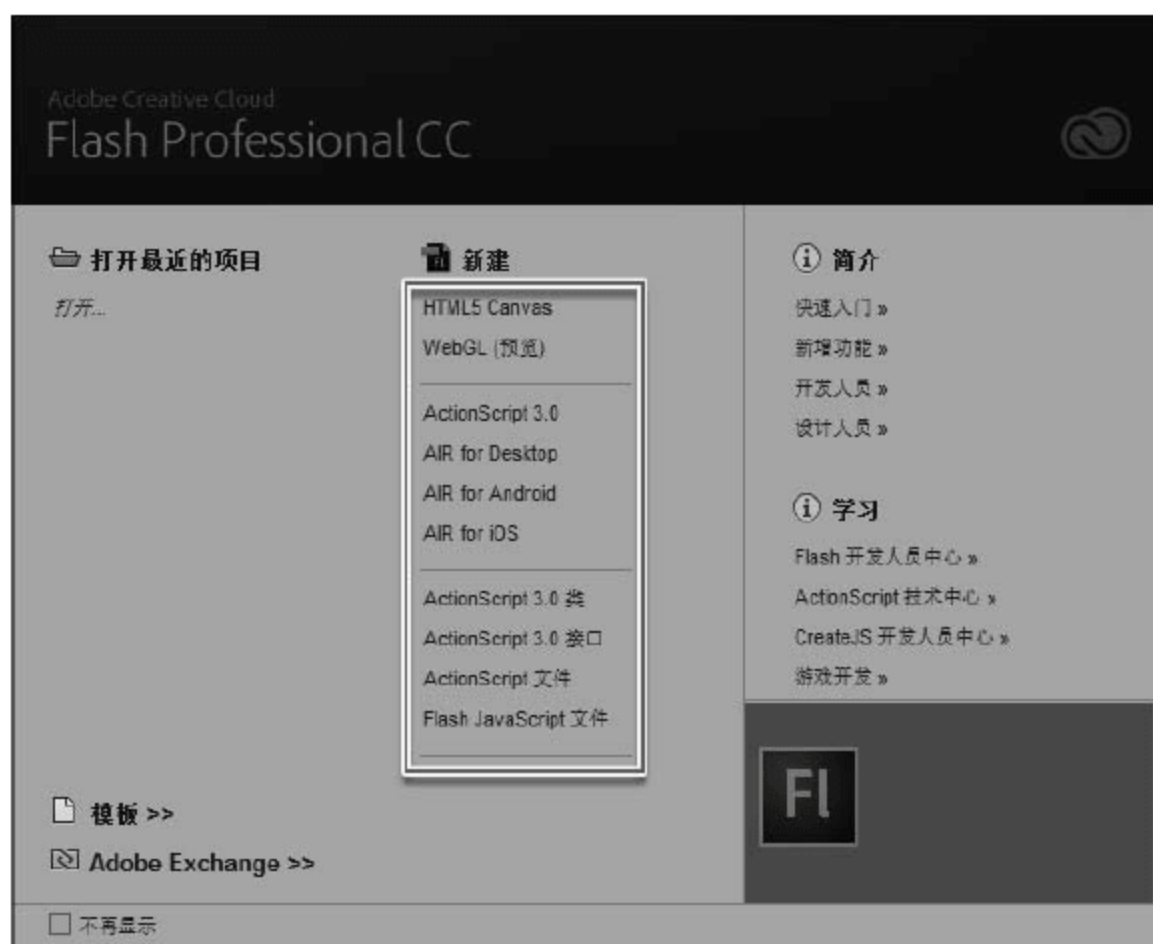 Adobe Creative Cloud
Flash Professional CC
打开最近的项目
打开...
模板 >>
Adobe Exchange >>
新建
HTML5 Canvas
WebGL (预览)
ActionScript 3.0
AIR for Desktop
AIR for Android
AIR for iOS
ActionScript 3.0 类
ActionScript 3.0 接口
ActionScript 文件
Flash JavaScript 文件
简介
快速入门 »
新增功能 »
开发人员 »
设计人员 »
学习
Flash 开发人员中心 »
ActionScript 技术中心 »
CreateJS 开发人员中心 »
游戏开发 »
Fl
不再显示